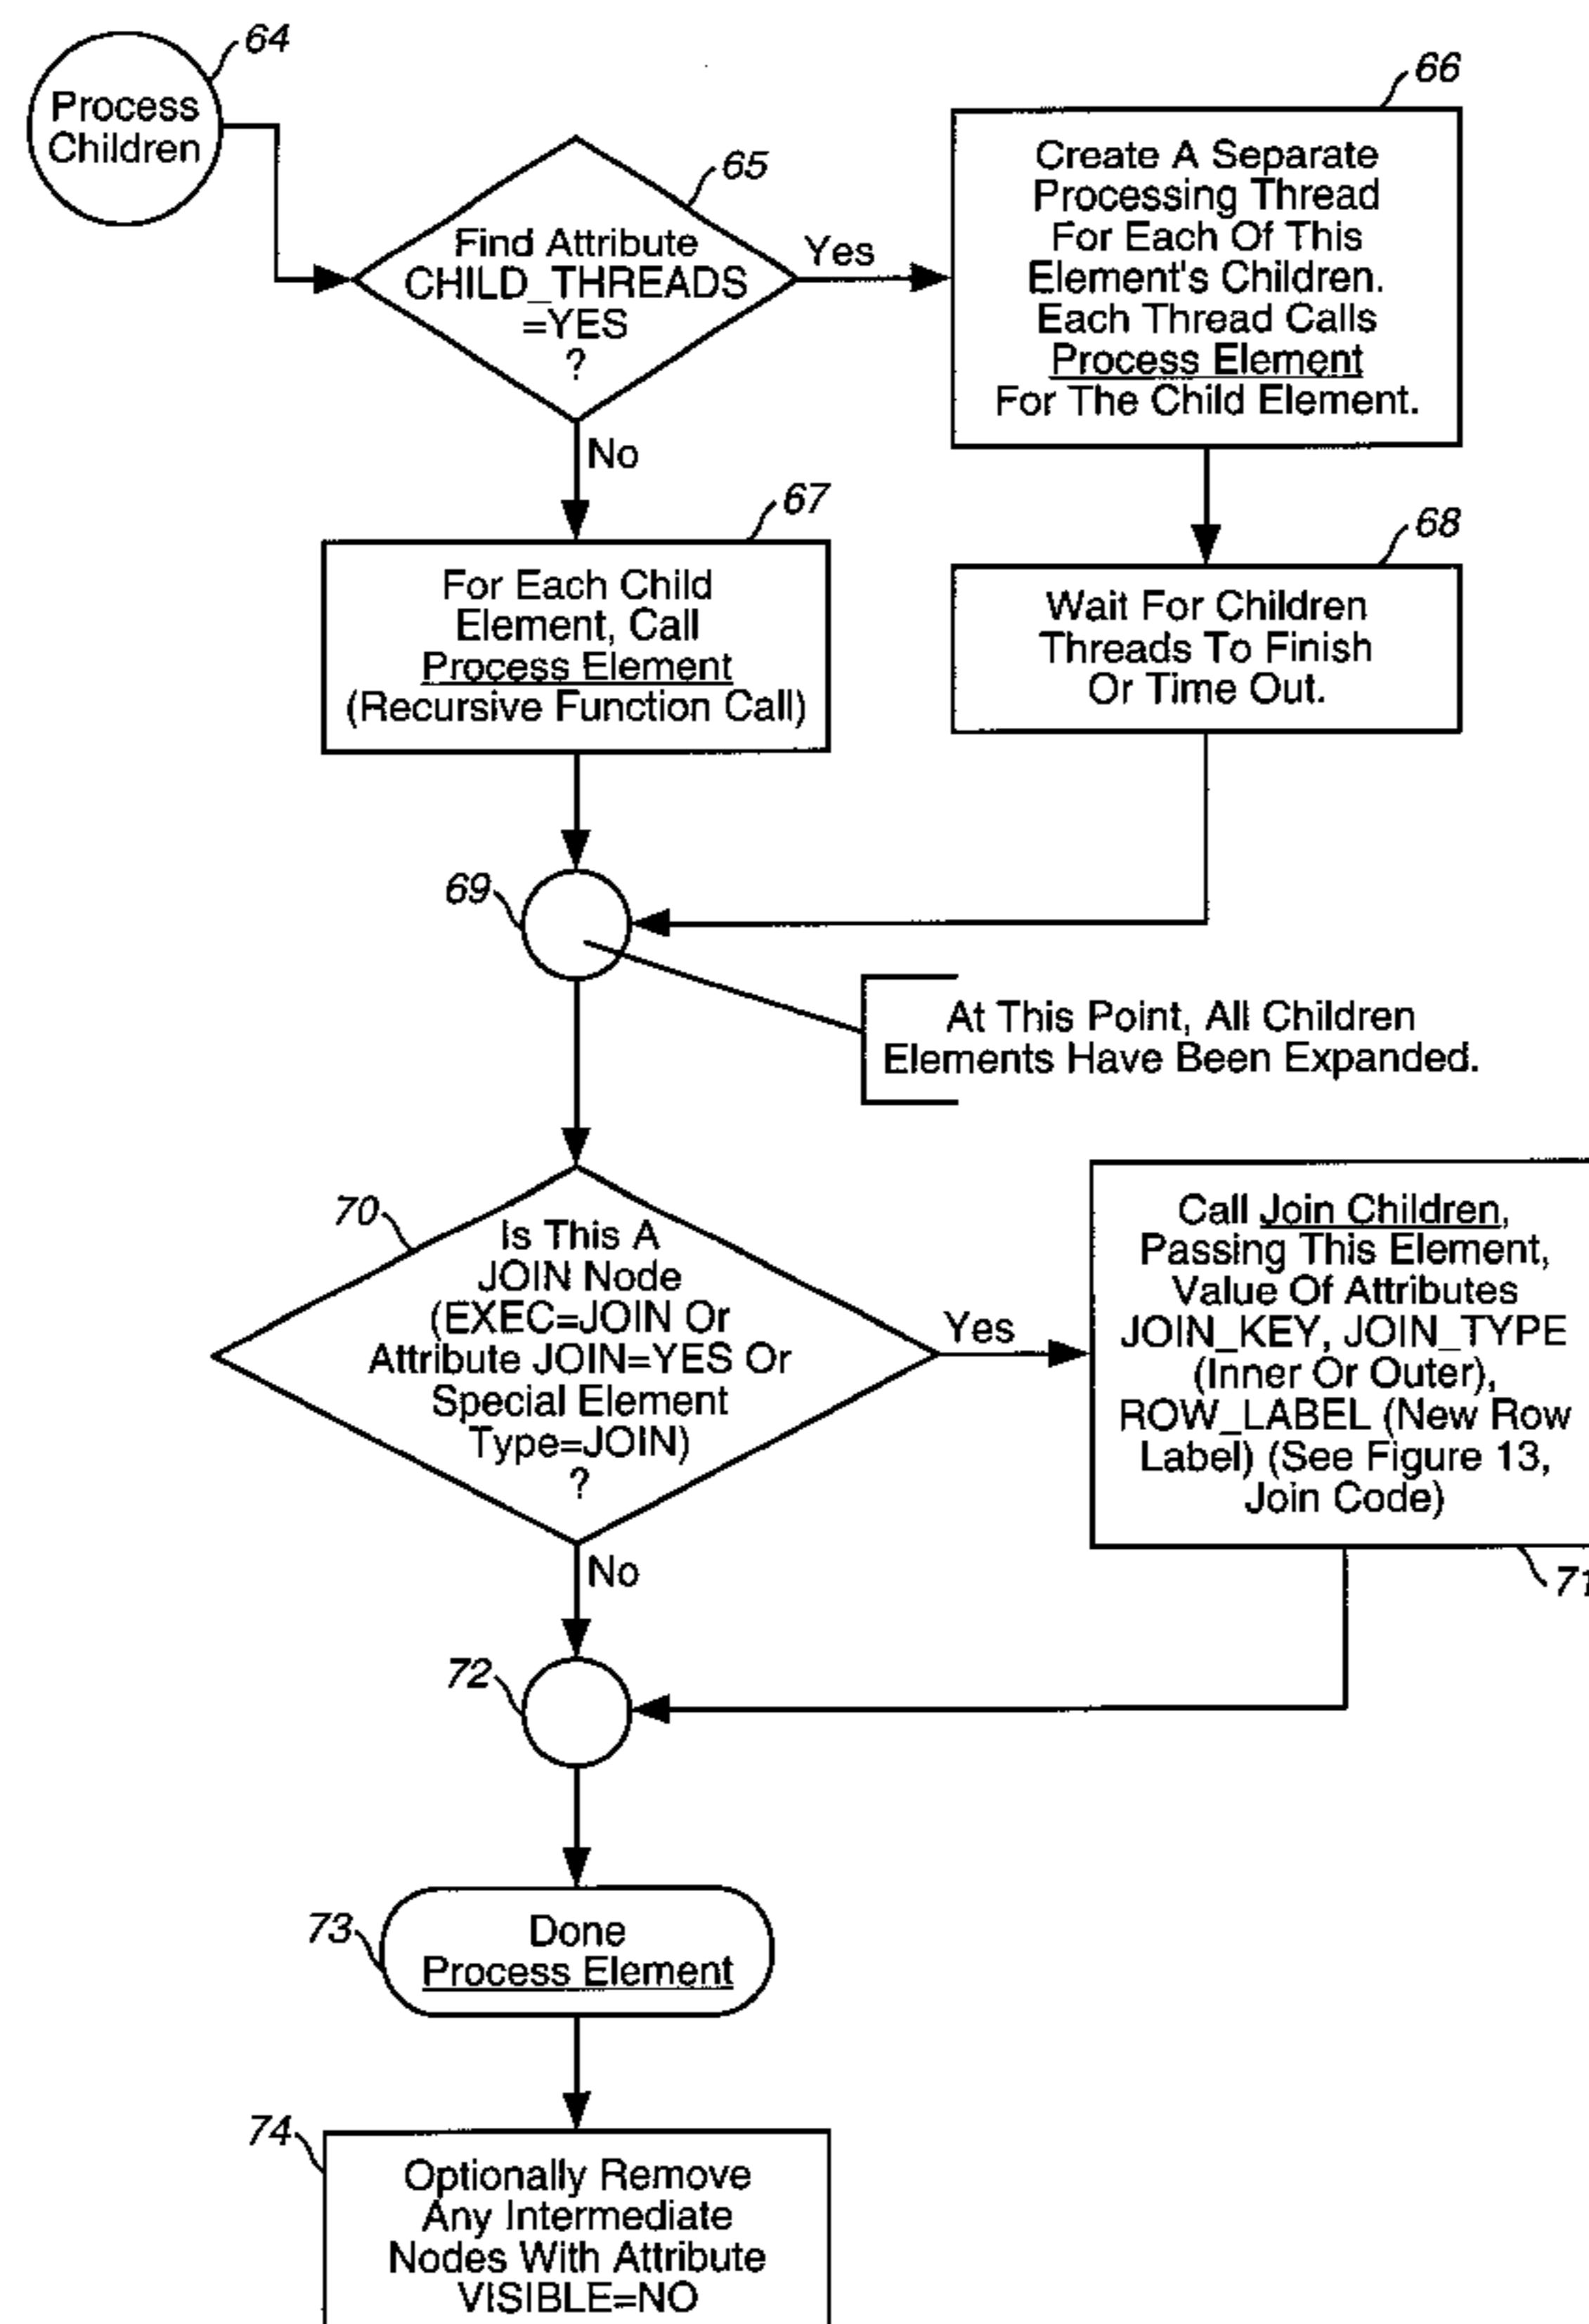 64
Process
Children
65
Find Attribute
CHILD_THREADS
=YES
?
Yes
No
66
Create A Separate
Processing Thread
For Each Of This
Element's Children.
Each Thread Calls
Process Element
For The Child Element.
67
For Each Child
Element, Call
Process Element
(Recursive Function Call)
68
Wait For Children
Threads To Finish
Or Time Out.
69
At This Point, All Children
Elements Have Been Expanded.
70
Is This A
JOIN Node
(EXEC=JOIN Or
Attribute JOIN=YES Or
Special Element
Type=JOIN)
?
Yes
No
Call Join Children,
Passing This Element,
Value Of Attributes
JOIN_KEY, JOIN_TYPE
(Inner Or Outer),
ROW_LABEL (New Row
Label) (See Figure 13,
Join Code)
71
72
73
Done
Process Element
74
Optionally Remove
Any Intermediate
Nodes With Attribute
VISIBLE=NO